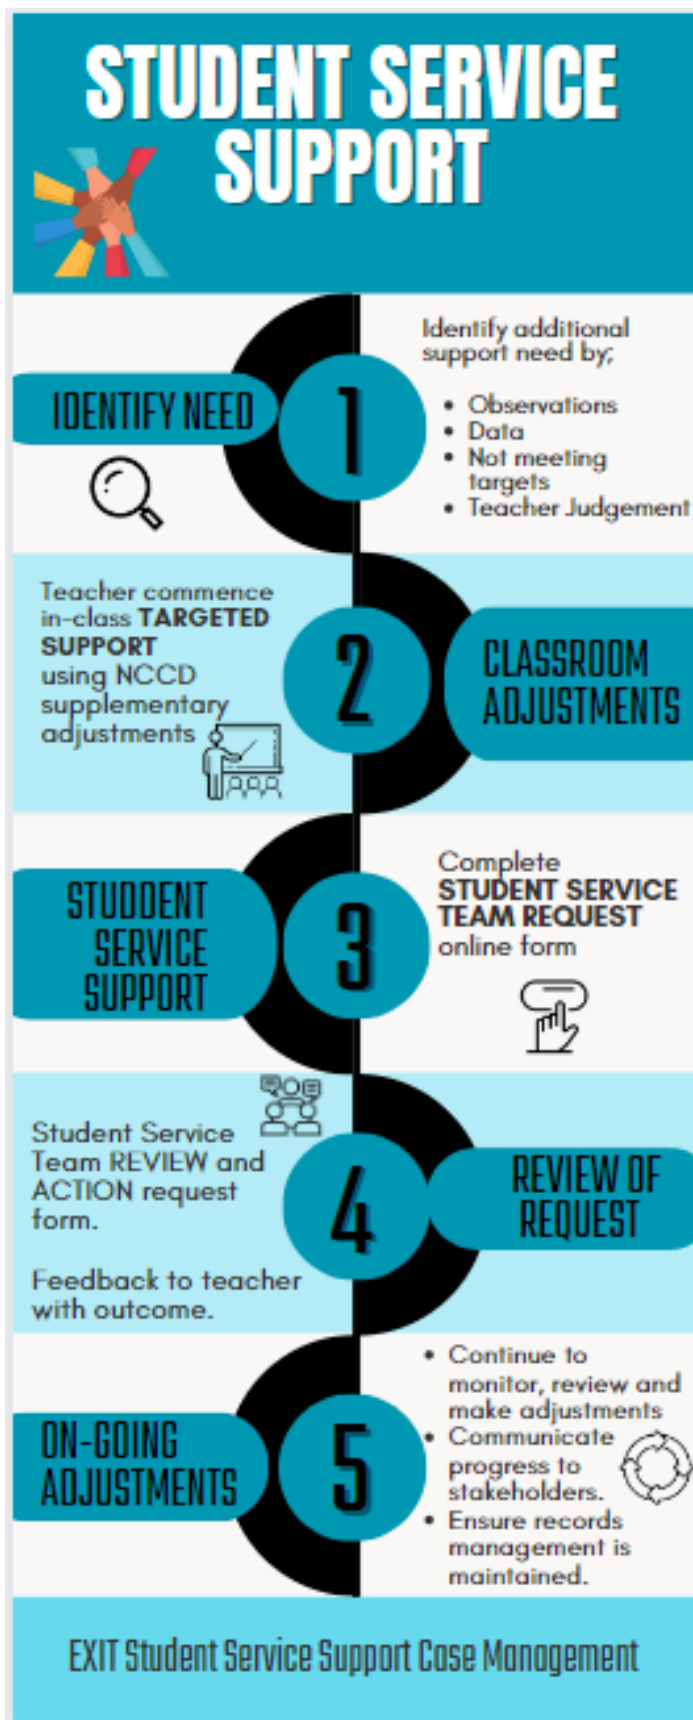 STUDENT SERVICE
SUPPORT
IDENTIFY NEED
1
Identify additional
support need by;
• Observations
• Data
• Not meeting
targets
• Teacher Judgement
Teacher commence
in-class TARGETED
SUPPORT
using NCCD
supplementary
adjustments
2
CLASSROOM
ADJUSTMENTS
STUDDENT
SERVICE
SUPPORT
3
Complete
STUDENT SERVICE
TEAM REQUEST
online form
Student Service
Team REVIEW and
ACTION request
form.
Feedback to teacher
with outcome.
4
REVIEW OF
REQUEST
ON-GOING
ADJUSTMENTS
5
• Continue to
monitor, review and
make adjustments
• Communicate
progress to
stakeholders.
• Ensure records
management is
maintained.
EXIT Student Service Support Case Management